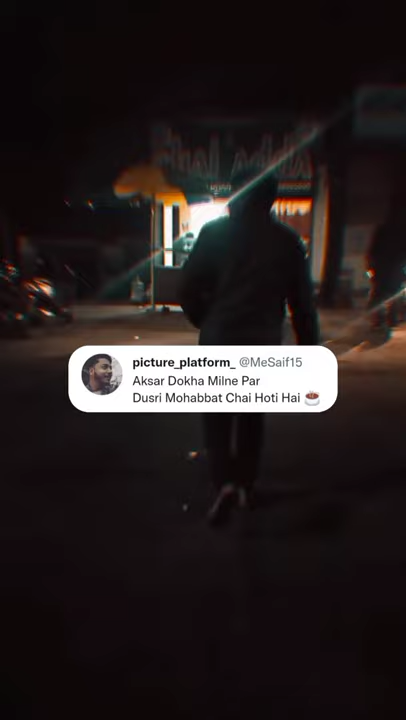 picture_platform_ @MeSaif15
Aksar Dokha Milne Par
Dusri Mohabbat Chai Hoti Hai ☕